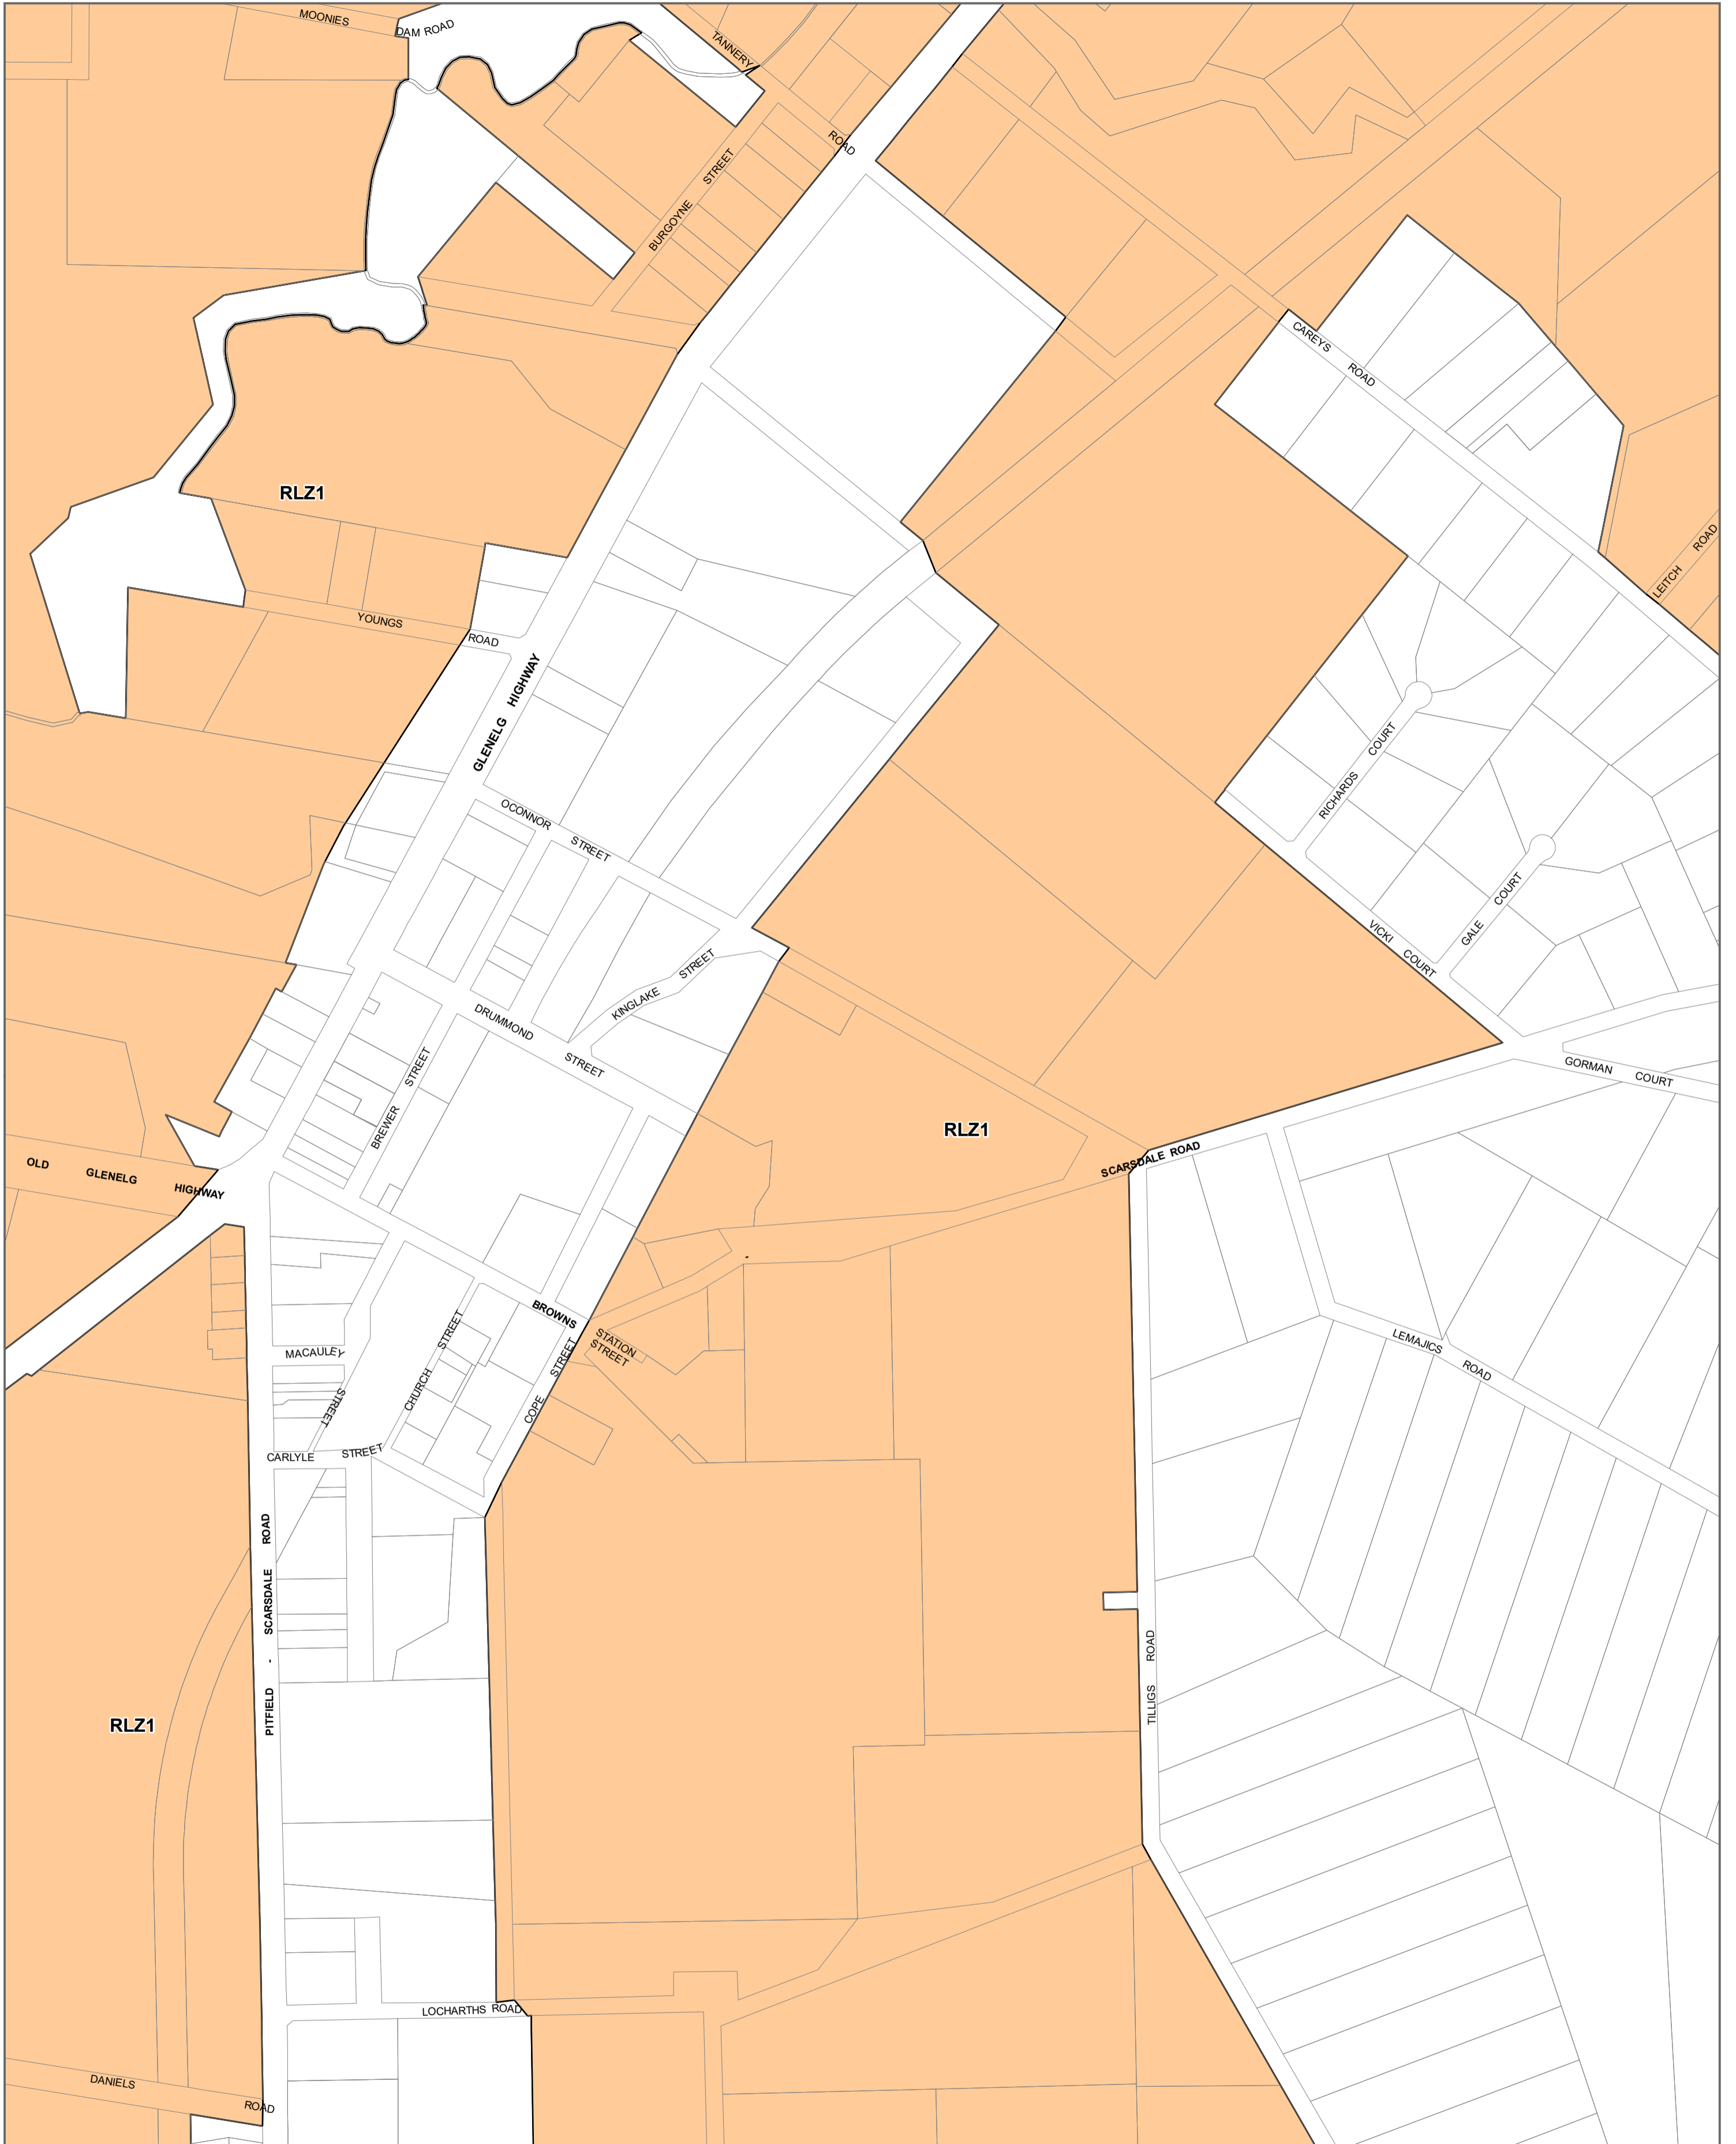 MOONIES
DAM ROAD
TANNERY
ROAD
STREET
BURGOYNE
CAREYS
ROAD
RLZ1
ROAD
LEITCH
YOUNGS
ROAD
GLENELG HIGHWAY
RICHARDS COURT
OCONNOR
STREET
GALE COURT
VICKI
COURT
KINGLAKE STREET
DRUMMOND
STREET
BREWER STREET
GORMAN COURT
RLZ1
SCARSDALE ROAD
OLD GLENELG HIGHWAY
BROWNS
STATION
STREET
MACAULEY
STREET
CHURCH STREET
COPE STREET
LEMAJICS
ROAD
CARLYLE STREET
PITFIELD - SCARSDALE ROAD
TILLIGS ROAD
RLZ1
LOCHARTHS ROAD
DANIELS
ROAD